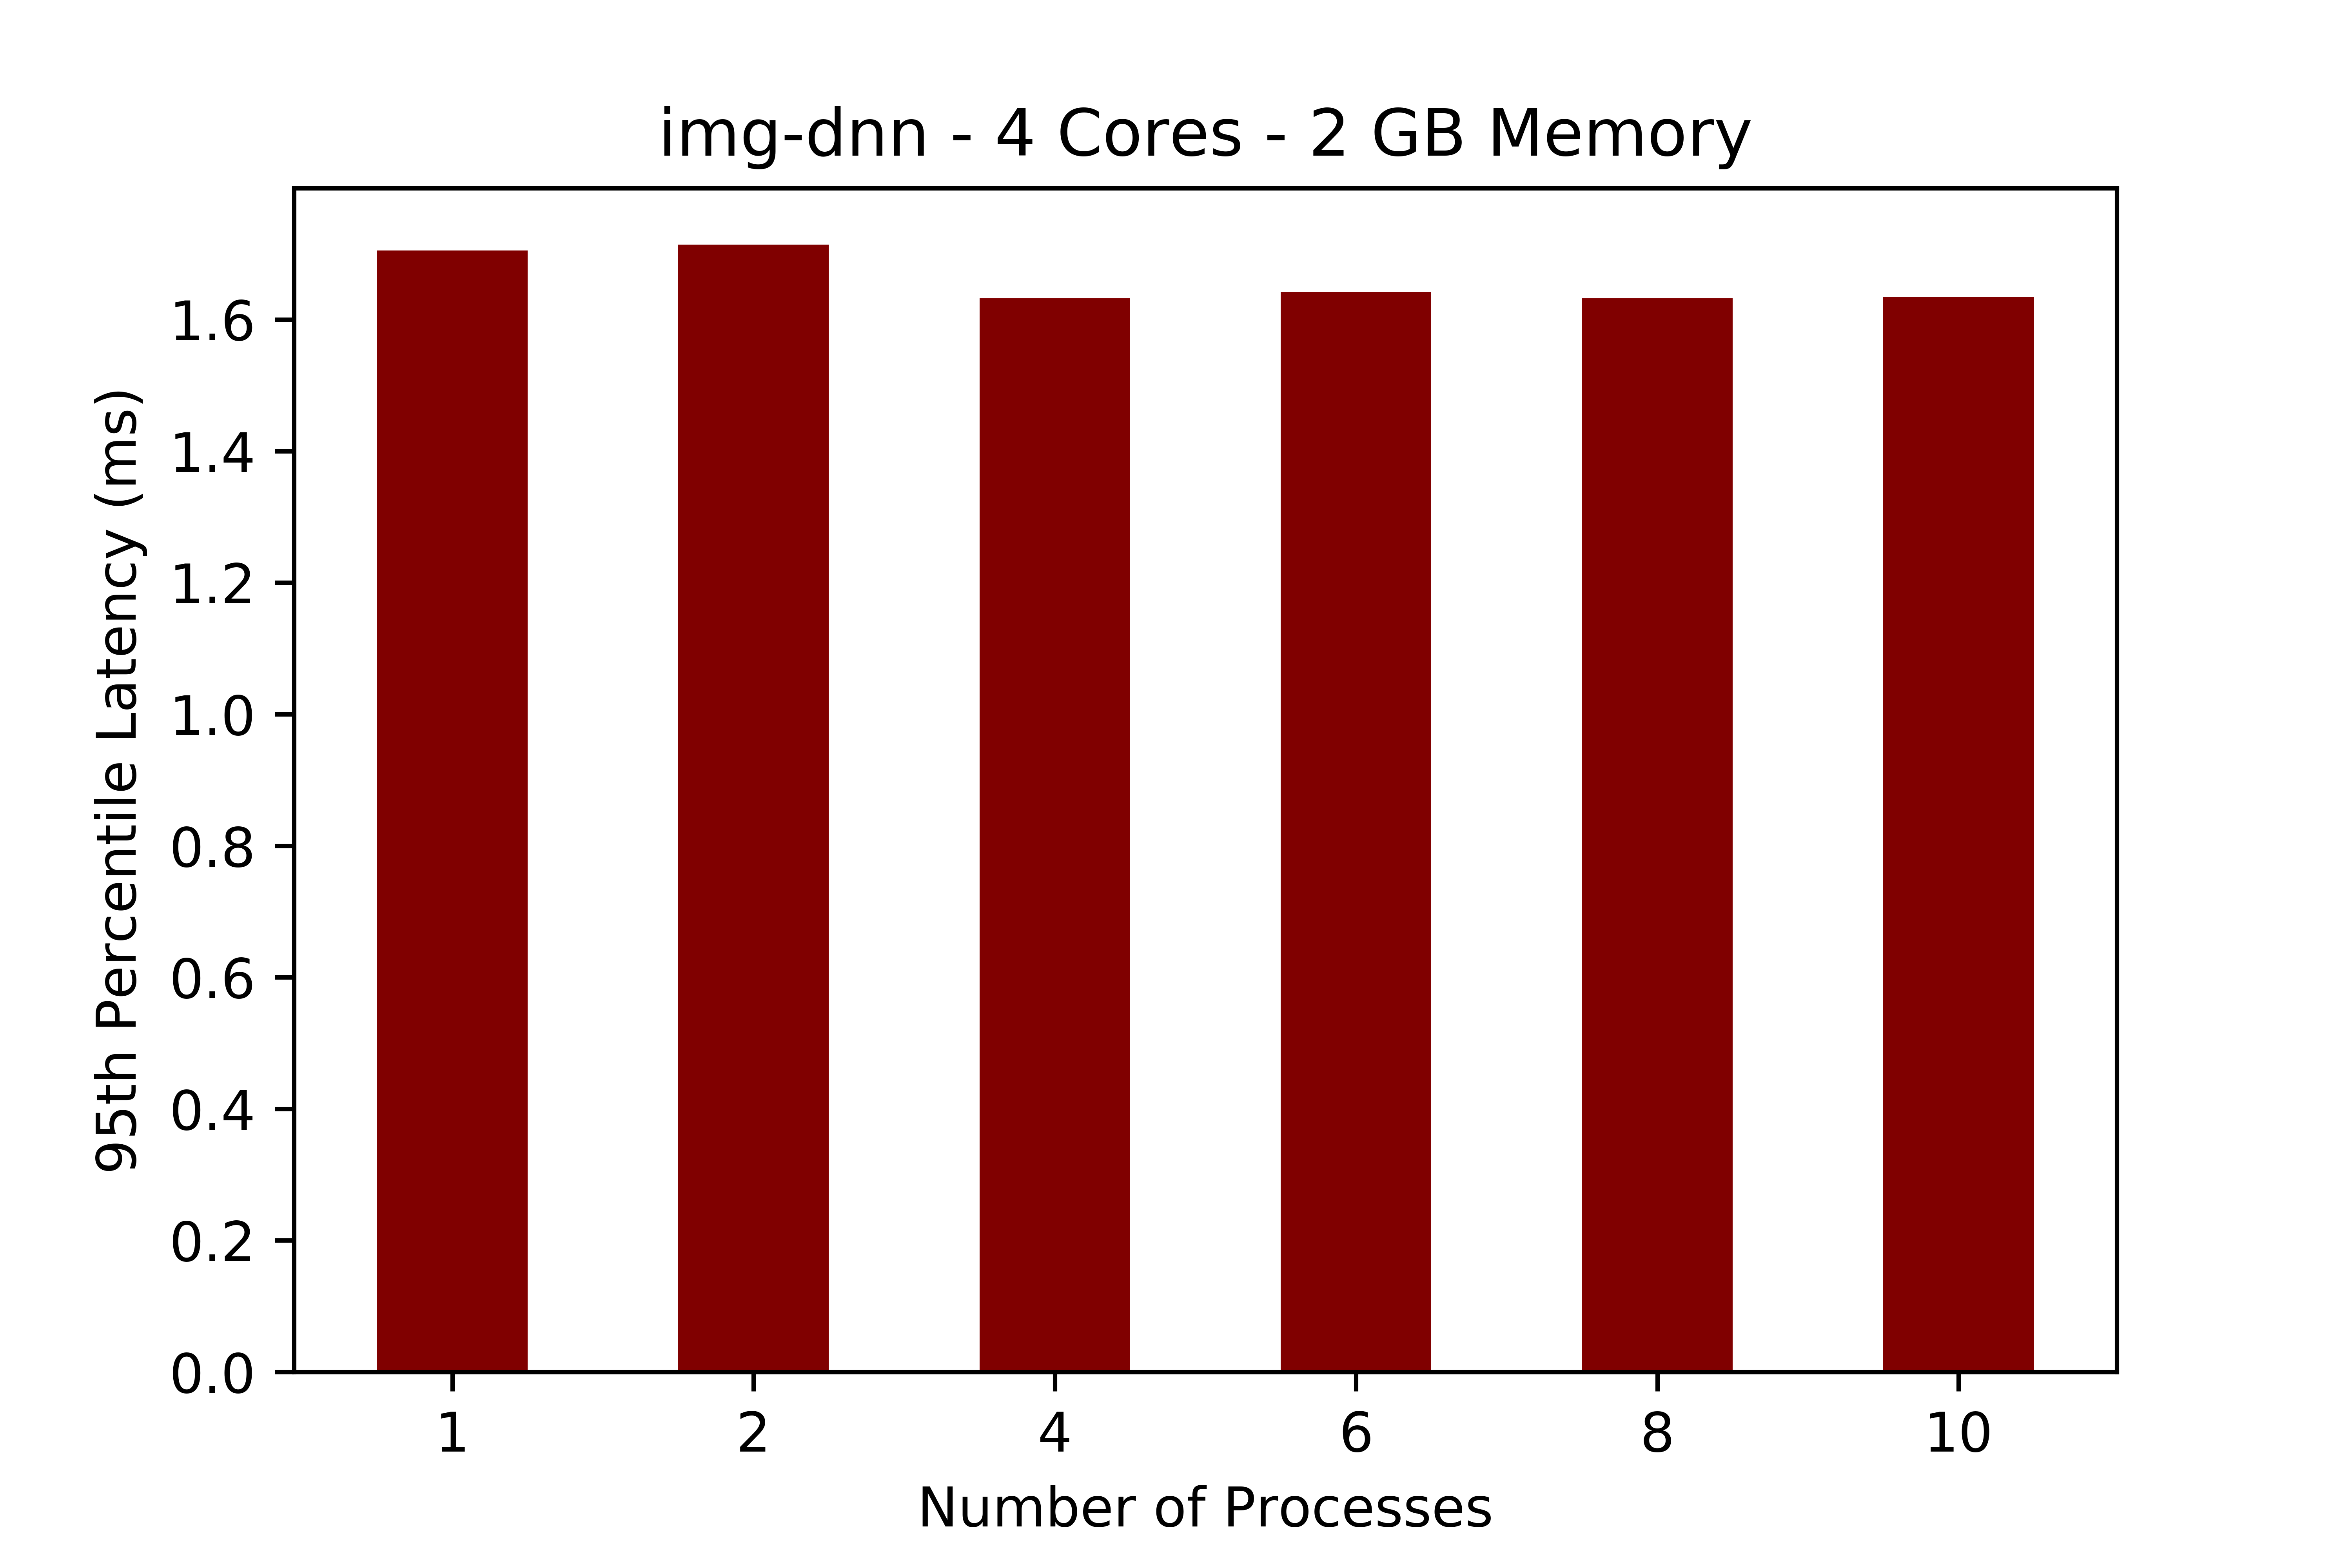 img-dnn - 4 Cores - 2 GB Memory
95th Percentile Latency (ms)
1.6
1.4
1.2
1.0
0.8
0.6
0.4
0.2
0.0
1 2 4 6 8 10
Number of Processes